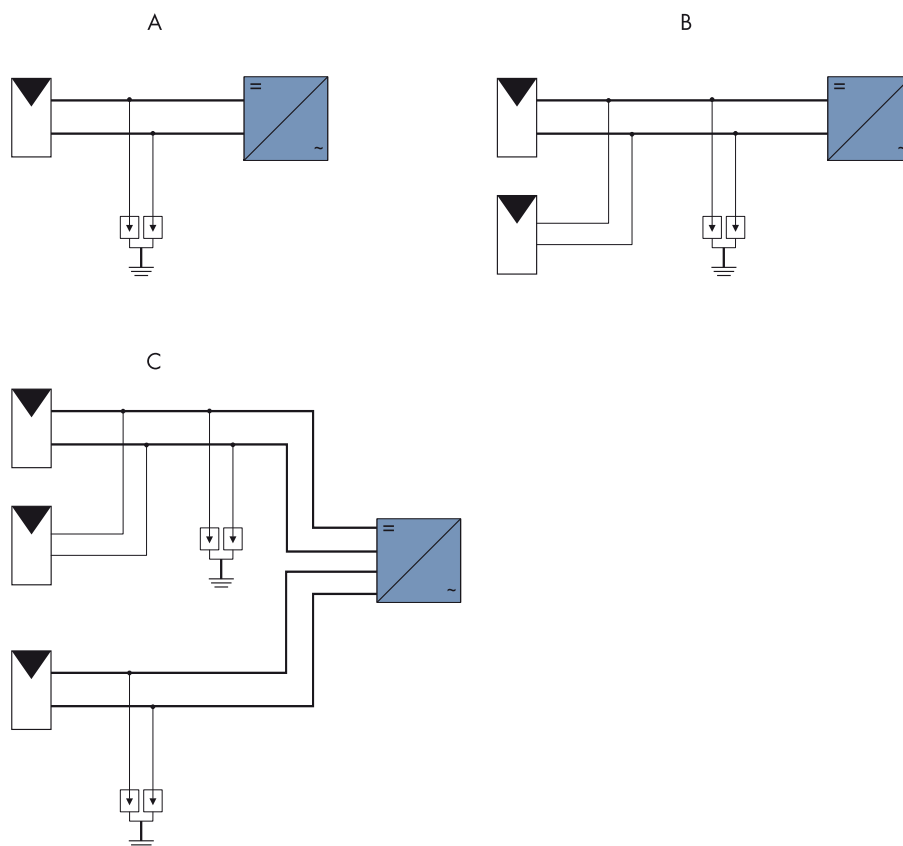 A
B
=
~
=
~
C
=
~